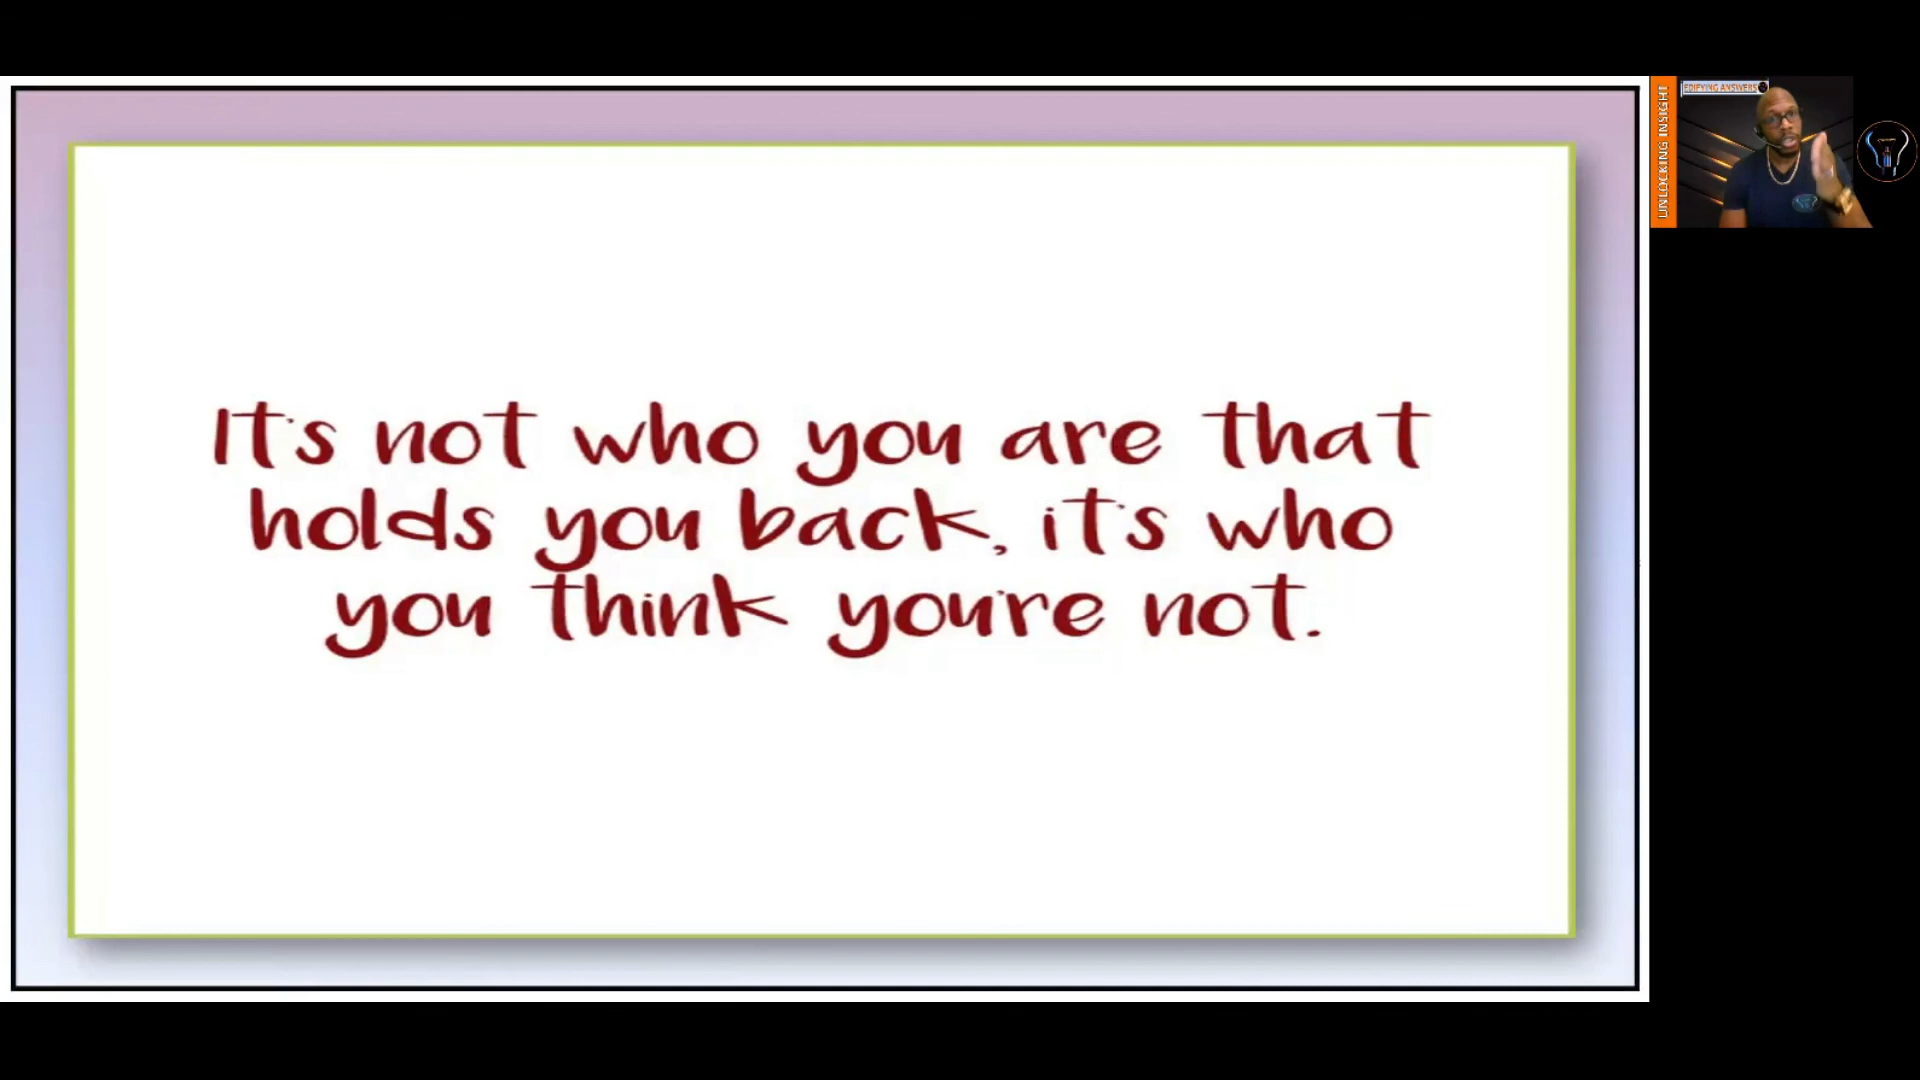 It's not who you are that
holds you back, it's who
you think you're not.
UNLOCKING INSIGHT
EDIFYING ANSWERS